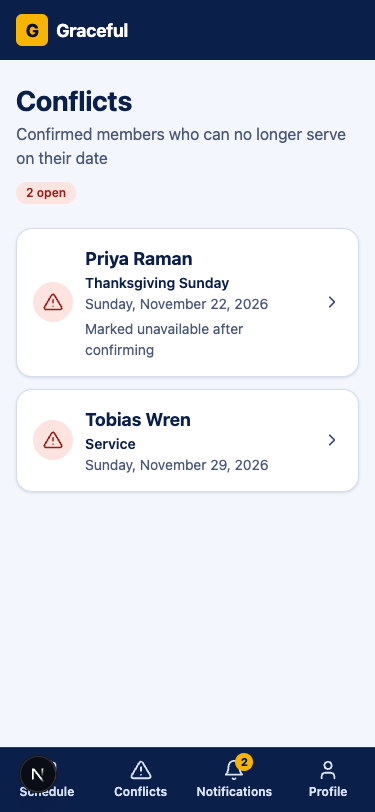 G Graceful
Conflicts
Confirmed members who can no longer serve
on their date
2 open
Priya Raman
Thanksgiving Sunday
Sunday, November 22, 2026
Marked unavailable after
confirming
Tobias Wren
Service
Sunday, November 29, 2026
2
N
Schedule Conflicts Notifications Profile